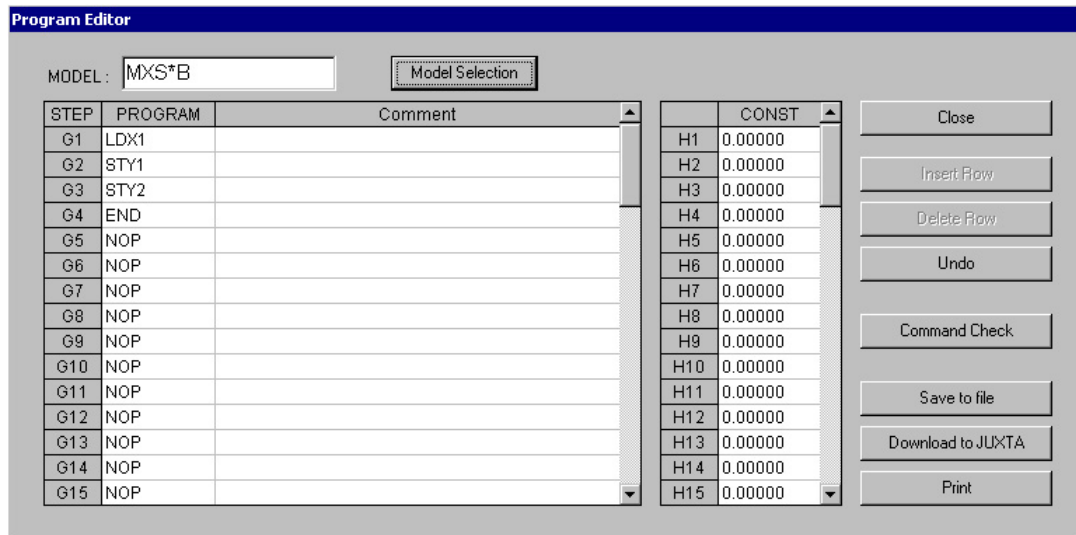 Program Editor
MODEL : MXS*B Model Selection
STEP PROGRAM Comment CONST Close
G1 LDX1 H1 0.00000
G2 STY1 H2 0.00000 Insert Row
G3 STY2 H3 0.00000
G4 END H4 0.00000 Delete Row
G5 NOP H5 0.00000
G6 NOP H6 0.00000 Undo
G7 NOP H7 0.00000
G8 NOP H8 0.00000
G9 NOP H9 0.00000 Command Check
G10 NOP H10 0.00000
G11 NOP H11 0.00000 Save to file
G12 NOP H12 0.00000
G13 NOP H13 0.00000 Download to JUXTA
G14 NOP H14 0.00000
G15 NOP H15 0.00000 Print